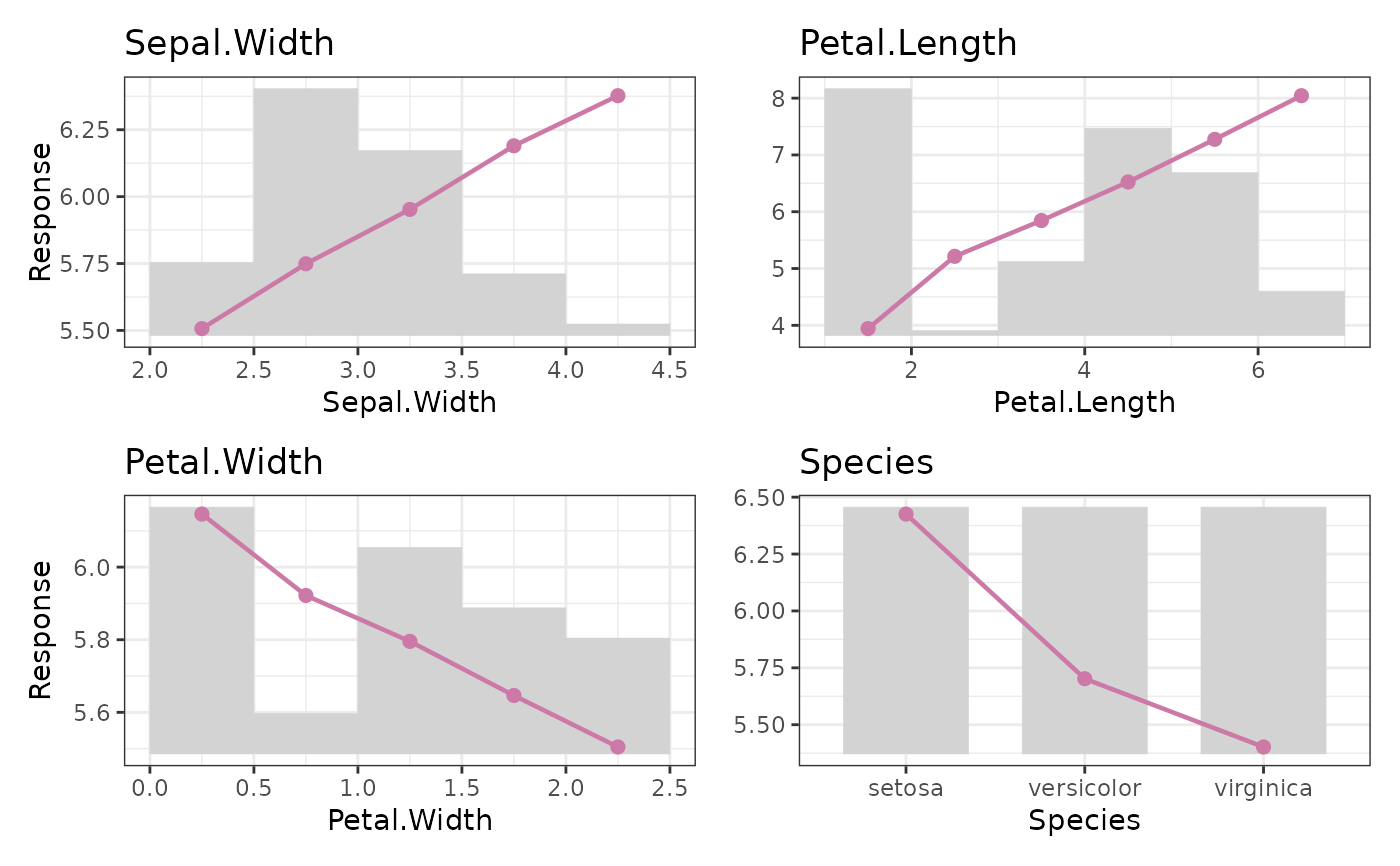 Sepal.Width
Response
6.25
6.00
5.75
5.50
2.0 2.5 3.0 3.5 4.0 4.5
Sepal.Width
Petal.Length
8
7
6
5
4
2 4 6
Petal.Length
Petal.Width
Response
6.0
5.8
5.6
0.0 0.5 1.0 1.5 2.0 2.5
Petal.Width
Species
6.50
6.25
6.00
5.75
5.50
setosa versicolor virginica
Species